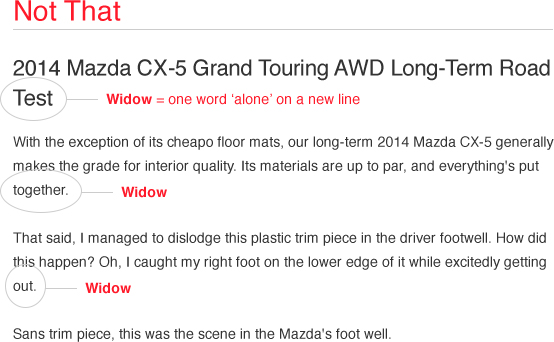 Not That
2014 Mazda CX-5 Grand Touring AWD Long-Term Road
Test Widow = one word ‘alone’ on a new line
With the exception of its cheapo floor mats, our long-term 2014 Mazda CX-5 generally
makes the grade for interior quality. Its materials are up to par, and everything's put
together. Widow
That said, I managed to dislodge this plastic trim piece in the driver footwell. How did
this happen? Oh, I caught my right foot on the lower edge of it while excitedly getting
out. Widow
Sans trim piece, this was the scene in the Mazda's foot well.